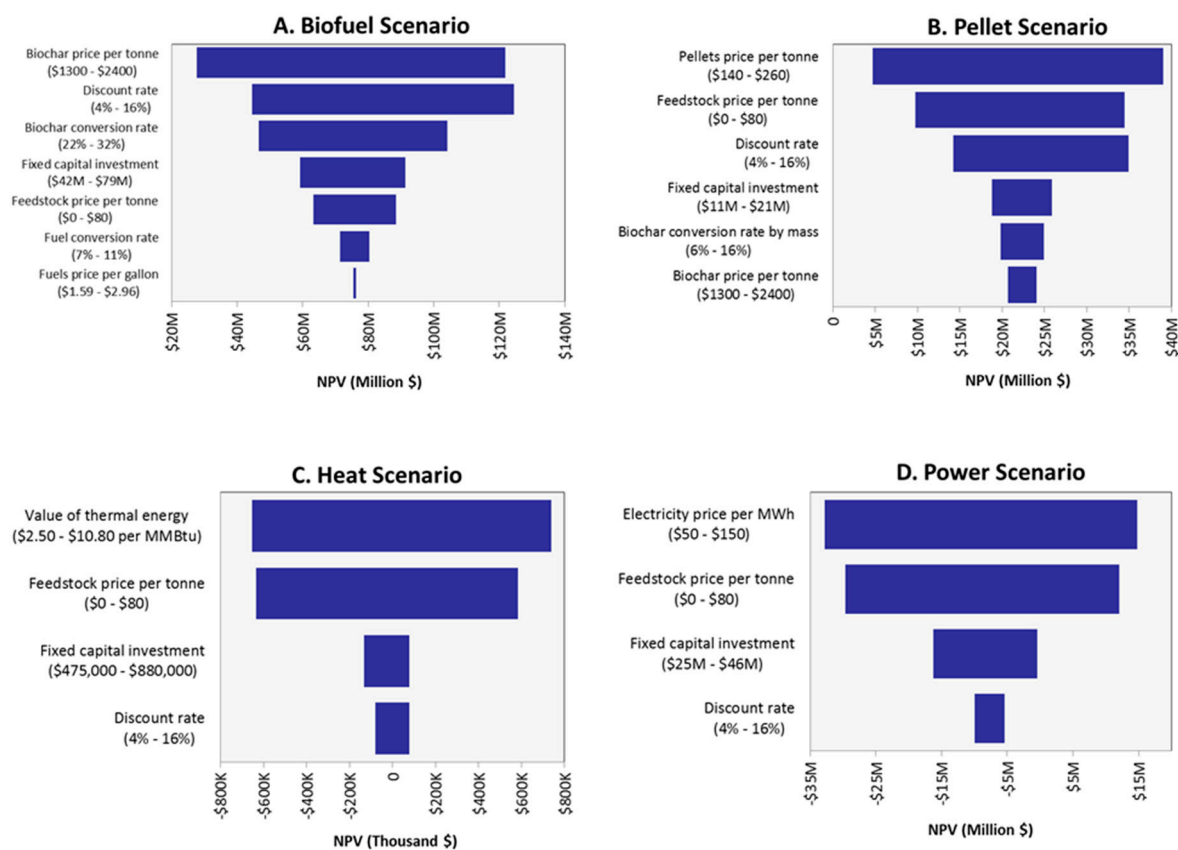 A. Biofuel Scenario
Biochar price per tonne
($1300 - $2400)
Discount rate
(4% - 16%)
Biochar conversion rate
(22% - 32%)
Fixed capital investment
($42M - $79M)
Feedstock price per tonne
($0 - $80)
Fuel conversion rate
(7% - 11%)
Fuels price per gallon
($1.59 - $2.96)
$20M
$40M
$60M
$80M
$100M
$120M
$140M
NPV (Million $)
B. Pellet Scenario
Pellets price per tonne
($140 - $260)
Feedstock price per tonne
($0 - $80)
Discount rate
(4% - 16%)
Fixed capital investment
($11M - $21M)
Biochar conversion rate by mass
(6% - 16%)
Biochar price per tonne
($1300 - $2400)
0
$5M
$10M
$15M
$20M
$25M
$30M
$35M
$40M
NPV (Million $)
C. Heat Scenario
Value of thermal energy
($2.50 - $10.80 per MMBtu)
Feedstock price per tonne
($0 - $80)
Fixed capital investment
($475,000 - $880,000)
Discount rate
(4% - 16%)
-$800K
-$600K
-$400K
-$200K
0
$200K
$400K
$600K
$800K
NPV (Thousand $)
D. Power Scenario
Electricity price per MWh
($50 - $150)
Feedstock price per tonne
($0 - $80)
Fixed capital investment
($25M - $46M)
Discount rate
(4% - 16%)
-$35M
-$25M
-$15M
-$5M
$5M
$15M
NPV (Million $)